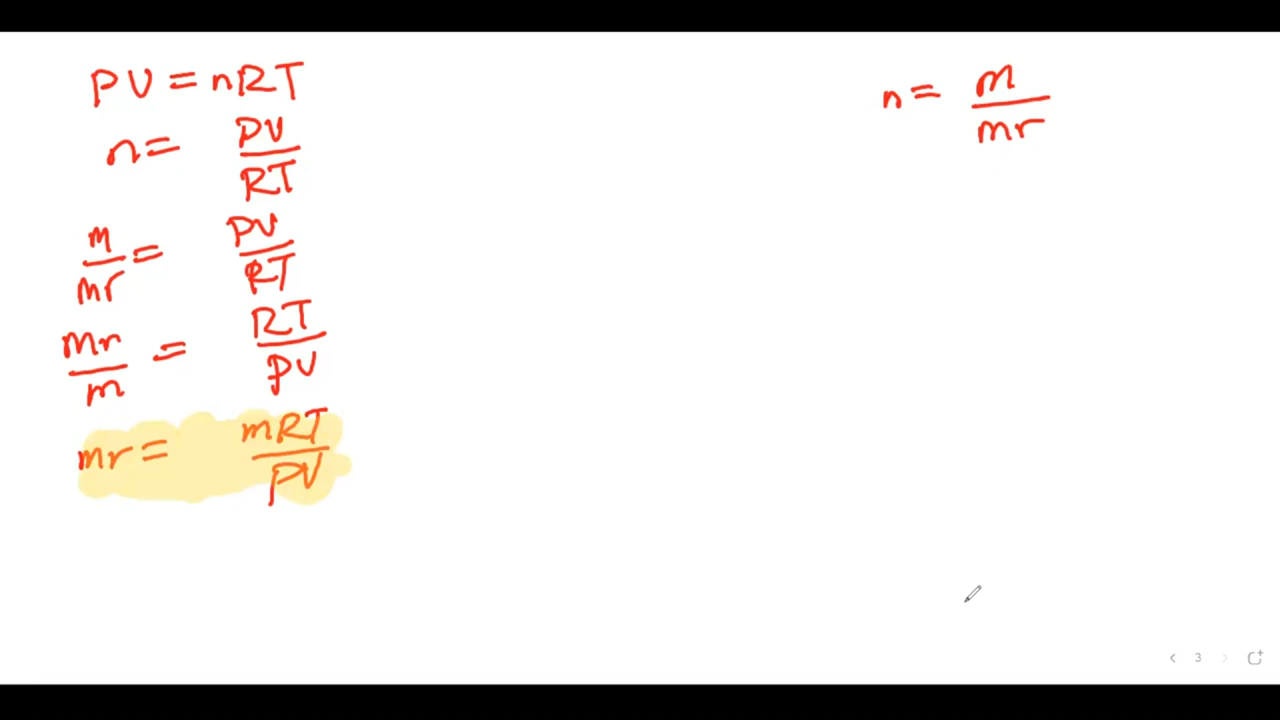 PV = nRT
n = PV/RT
m/mr = PV/RT
Mr/m = RT/PV
mr = mRT/PV
n = m/mr
3